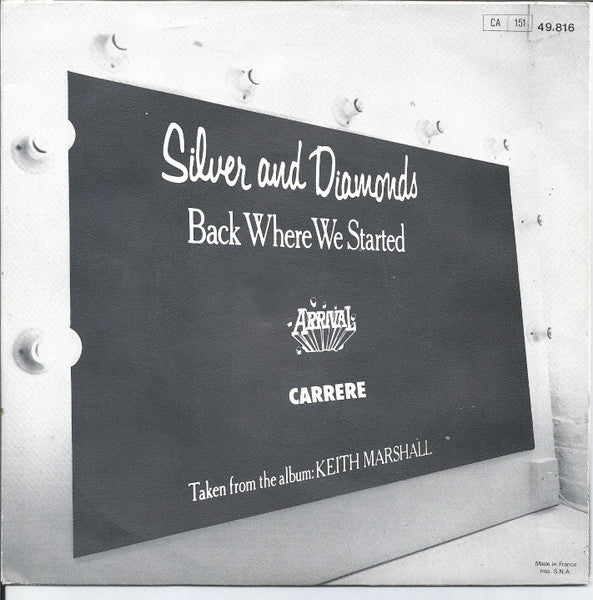 CA 151 49.816
Silver and Diamonds
Back Where We Started
ARRIVAL
CARRERE
Taken from the album: KEITH MARSHALL
Made in France
Imp. S.N.A.